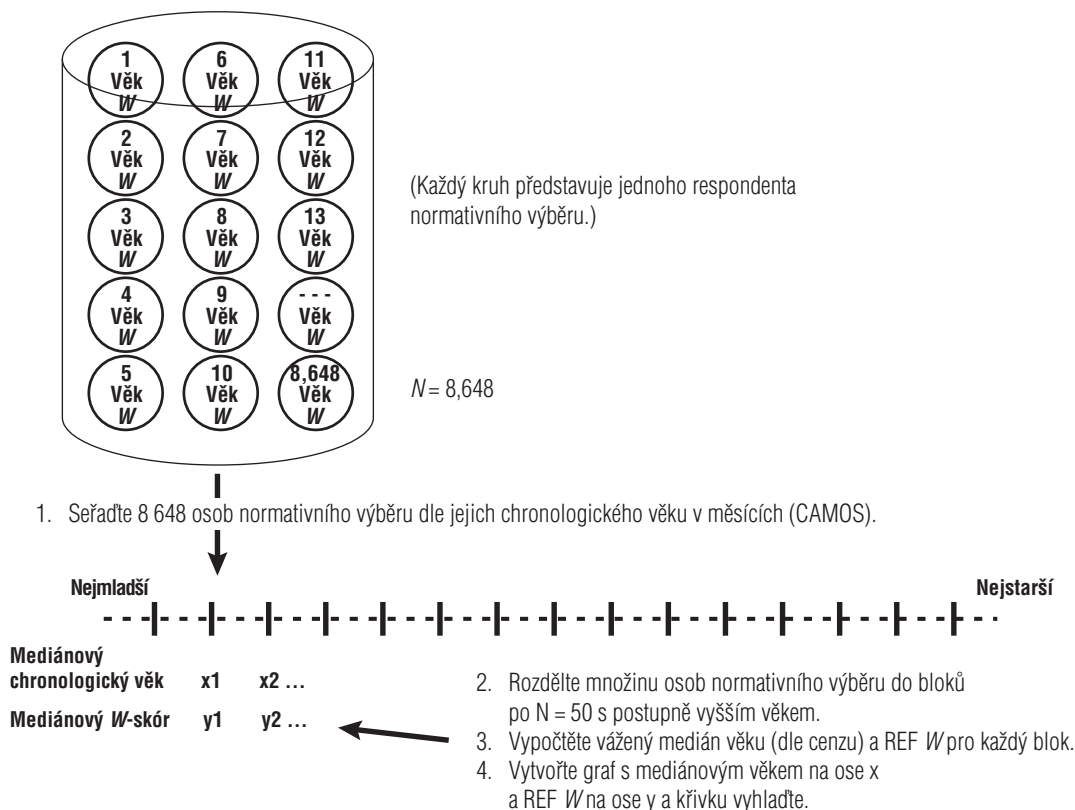 1
Věk
W
6
Věk
W
11
Věk
W
2
Věk
W
7
Věk
W
12
Věk
W
3
Věk
W
8
Věk
W
13
Věk
W
4
Věk
W
9
Věk
W
- - -
Věk
W
5
Věk
W
10
Věk
W
8,648
Věk
W
(Každý kruh představuje jednoho respondenta
normativního výběru.)
N = 8,648
1. Seřaďte 8 648 osob normativního výběru dle jejich chronologického věku v měsících (CAMOS).
Nejmladší
Nejstarší
Mediánový
chronologický věk x1 x2 ...
Mediánový W-skór y1 y2 ...
2. Rozdělte množinu osob normativního výběru do bloků
po N = 50 s postupně vyšším věkem.
3. Vypočtěte vážený medián věku (dle cenzu) a REF W pro každý blok.
4. Vytvořte graf s mediánovým věkem na ose x
a REF W na ose y a křivku vyhlaďte.